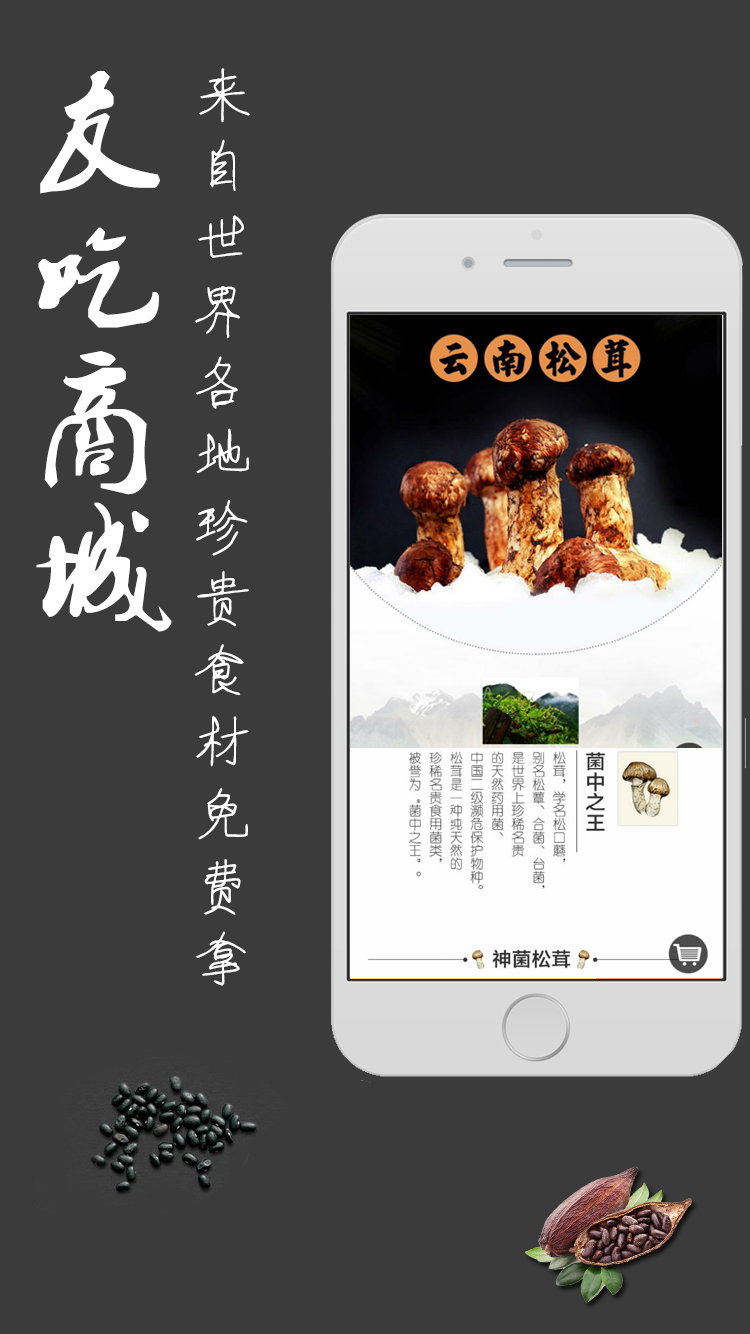 友吃商城
来自世界各地珍贵食材免费拿
云南松茸
菌中之王
松茸，学名松口蘑，
别名松蕈、合菌、台菌，
是世界上珍稀名贵
的天然药用菌、
中国二级濒危保护物种。
松茸是一种纯天然的
珍稀名贵食用菌类，
被誉为“菌中之王”。
神菌松茸